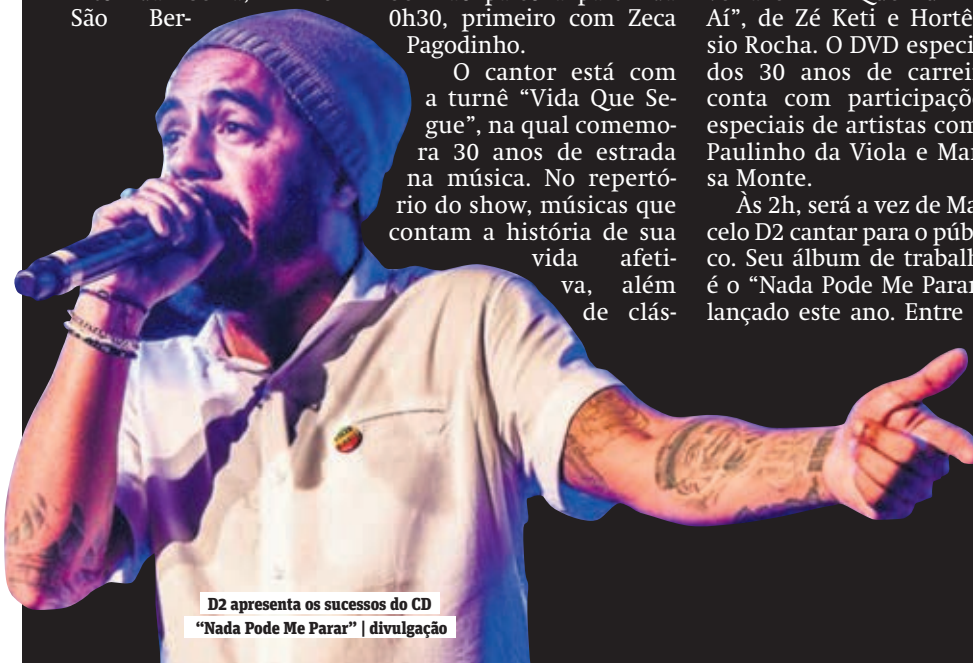 São Ber-
0h30, primeiro com Zeca
Pagodinho.
O cantor está com
a turnê “Vida Que Se-
gue”, na qual comemo-
ra 30 anos de estrada
na música. No repertó-
rio do show, músicas que
contam a história de sua
vida afeti-
va, além
de clás-
Aí”, de Zé Keti e Hortê
sio Rocha. O DVD especi
dos 30 anos de carrei
conta com participaçõ
especiais de artistas com
Paulinho da Viola e Mar
sa Monte.
Às 2h, será a vez de Ma
celo D2 cantar para o púb
co. Seu álbum de trabalh
é o “Nada Pode Me Parar
lançado este ano. Entre
D2 apresenta os sucessos do CD
“Nada Pode Me Parar” | divulgação